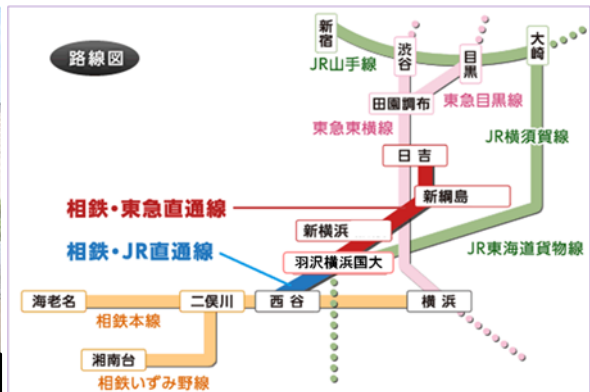 路線図
新宿
渋谷
目黒
大崎
JR山手線
田園調布
東急目黒線
東急東横線
JR横須賀線
日吉
相鉄・東急直通線
新綱島
新横浜
相鉄・JR直通線
羽沢横浜国大
JR東海道貨物線
海老名
二俣川
西谷
横浜
相鉄本線
湘南台
相鉄いずみ野線